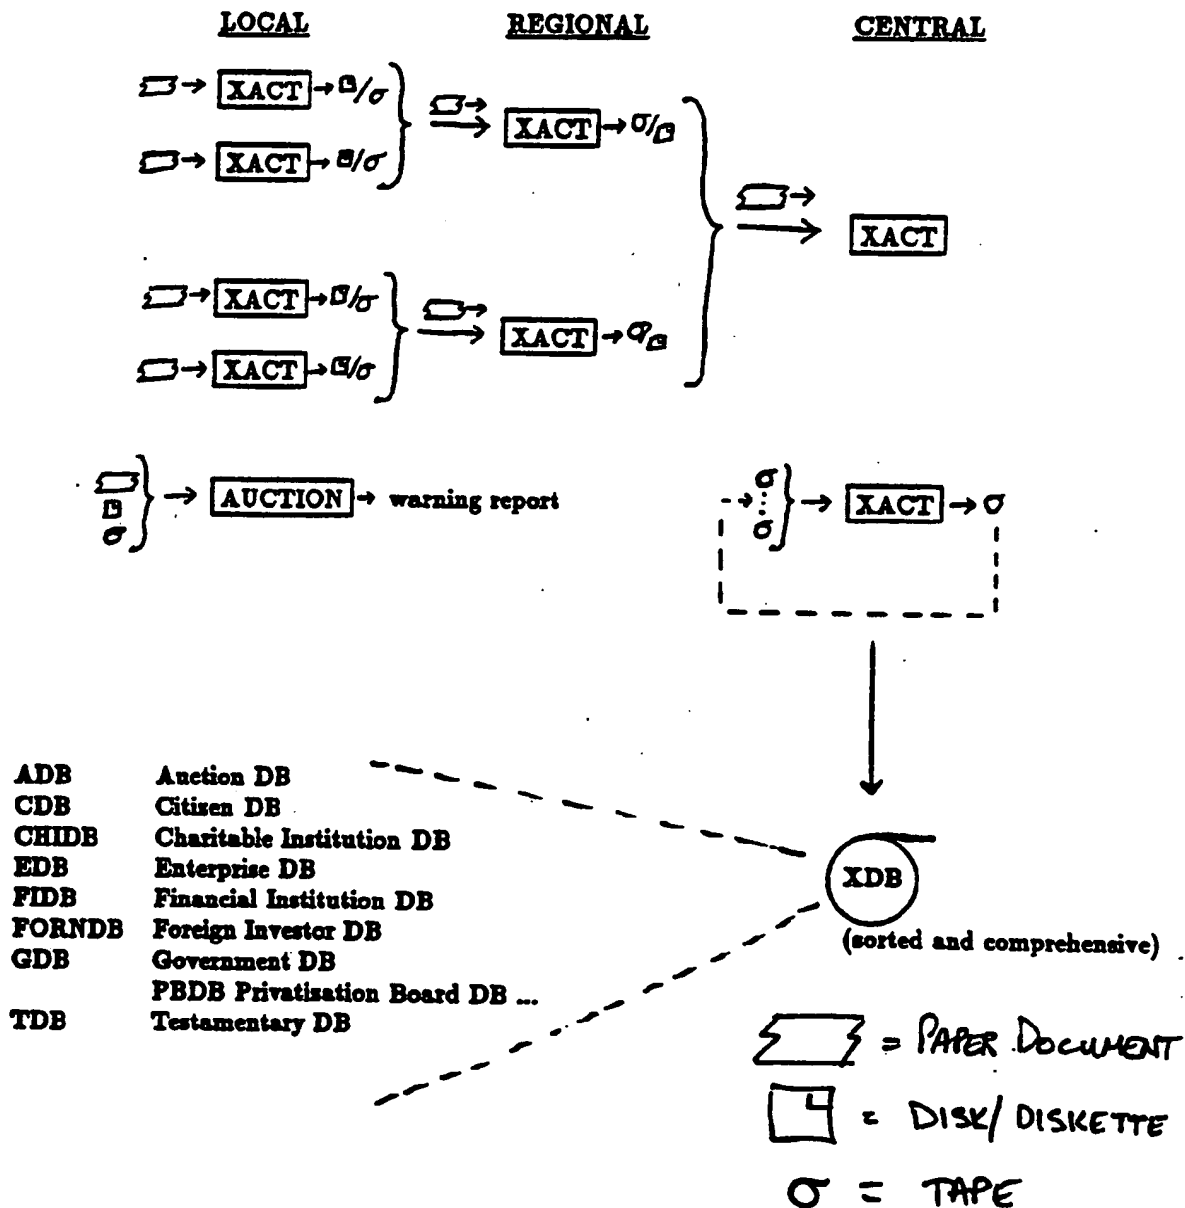 LOCAL REGIONAL CENTRAL
→ XACT → /σ
→ XACT → σ/
→ XACT → /σ
→
→ XACT
→ XACT → /σ
→ XACT → σ/
→ XACT → /σ
σ
→ AUCTION → warning report
σ
σ
→ XACT → σ
σ
ADB Auction DB
CDB Citizen DB
CHIDB Charitable Institution DB
EDB Enterprise DB
FIDB Financial Institution DB
FORNDB Foreign Investor DB
GDB Government DB
PBDB Privatisation Board DB ...
TDB Testamentary DB
XDB
(sorted and comprehensive)
= PAPER DOCUMENT
= DISK/DISKETTE
σ = TAPE